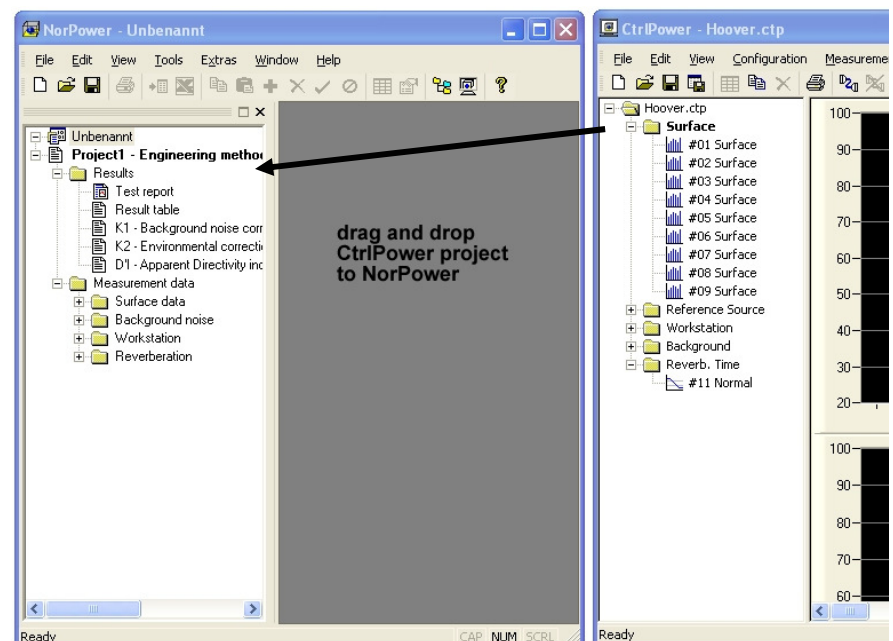 NorPower - Unbenannt
File Edit View Tools Extras Window Help
Unbenannt
Project1 - Engineering method
Results
Test report
Result table
K1 - Background noise corr
K2 - Environmental correcti
D'I - Apparent Directivity inc
Measurement data
Surface data
Background noise
Workstation
Reverberation
drag and drop
CtrlPower project
to NorPower
Ready
CAP NUM SCRL
CtrlPower - Hoover.ctp
File Edit View Configuration Measureme
Hoover.ctp
Surface
#01 Surface
#02 Surface
#03 Surface
#04 Surface
#05 Surface
#06 Surface
#07 Surface
#08 Surface
#09 Surface
Reference Source
Workstation
Background
Reverb. Time
#11 Normal
100
90
80
70
60
50
40
30
20
100
90
80
70
60
Ready